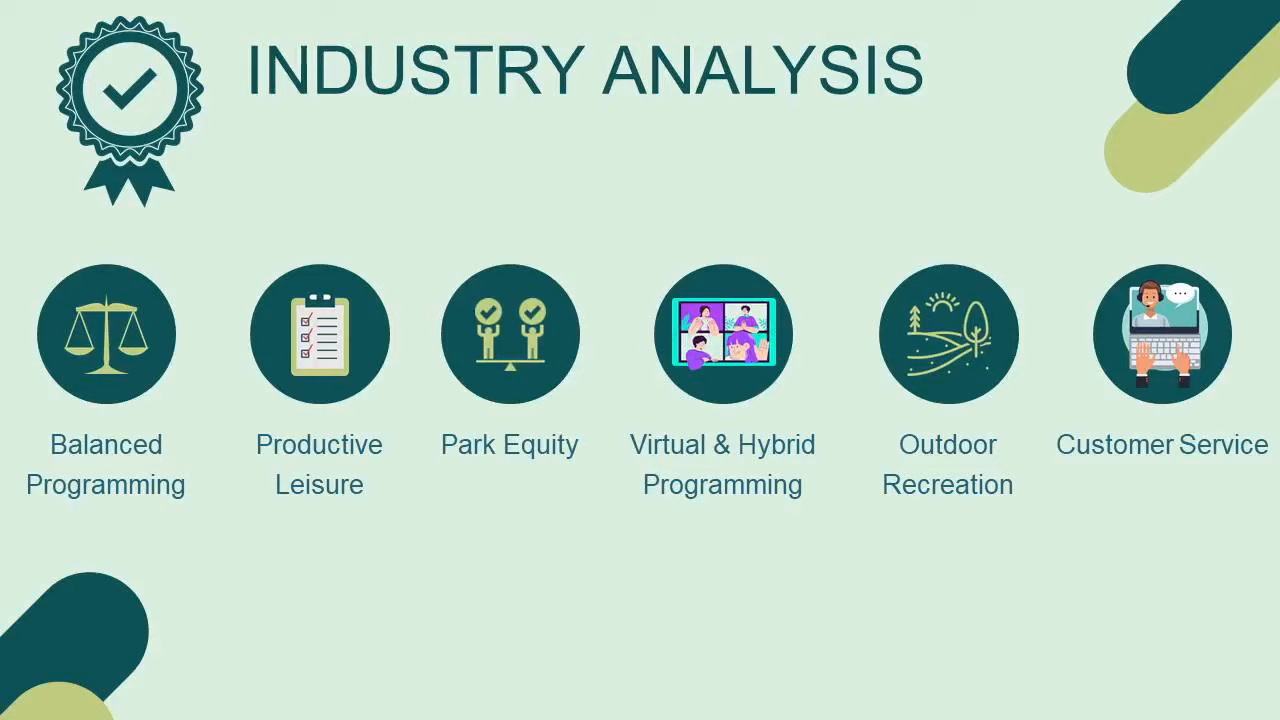 INDUSTRY ANALYSIS
Balanced
Programming
Productive
Leisure
Park Equity
Virtual & Hybrid
Programming
Outdoor
Recreation
Customer Service